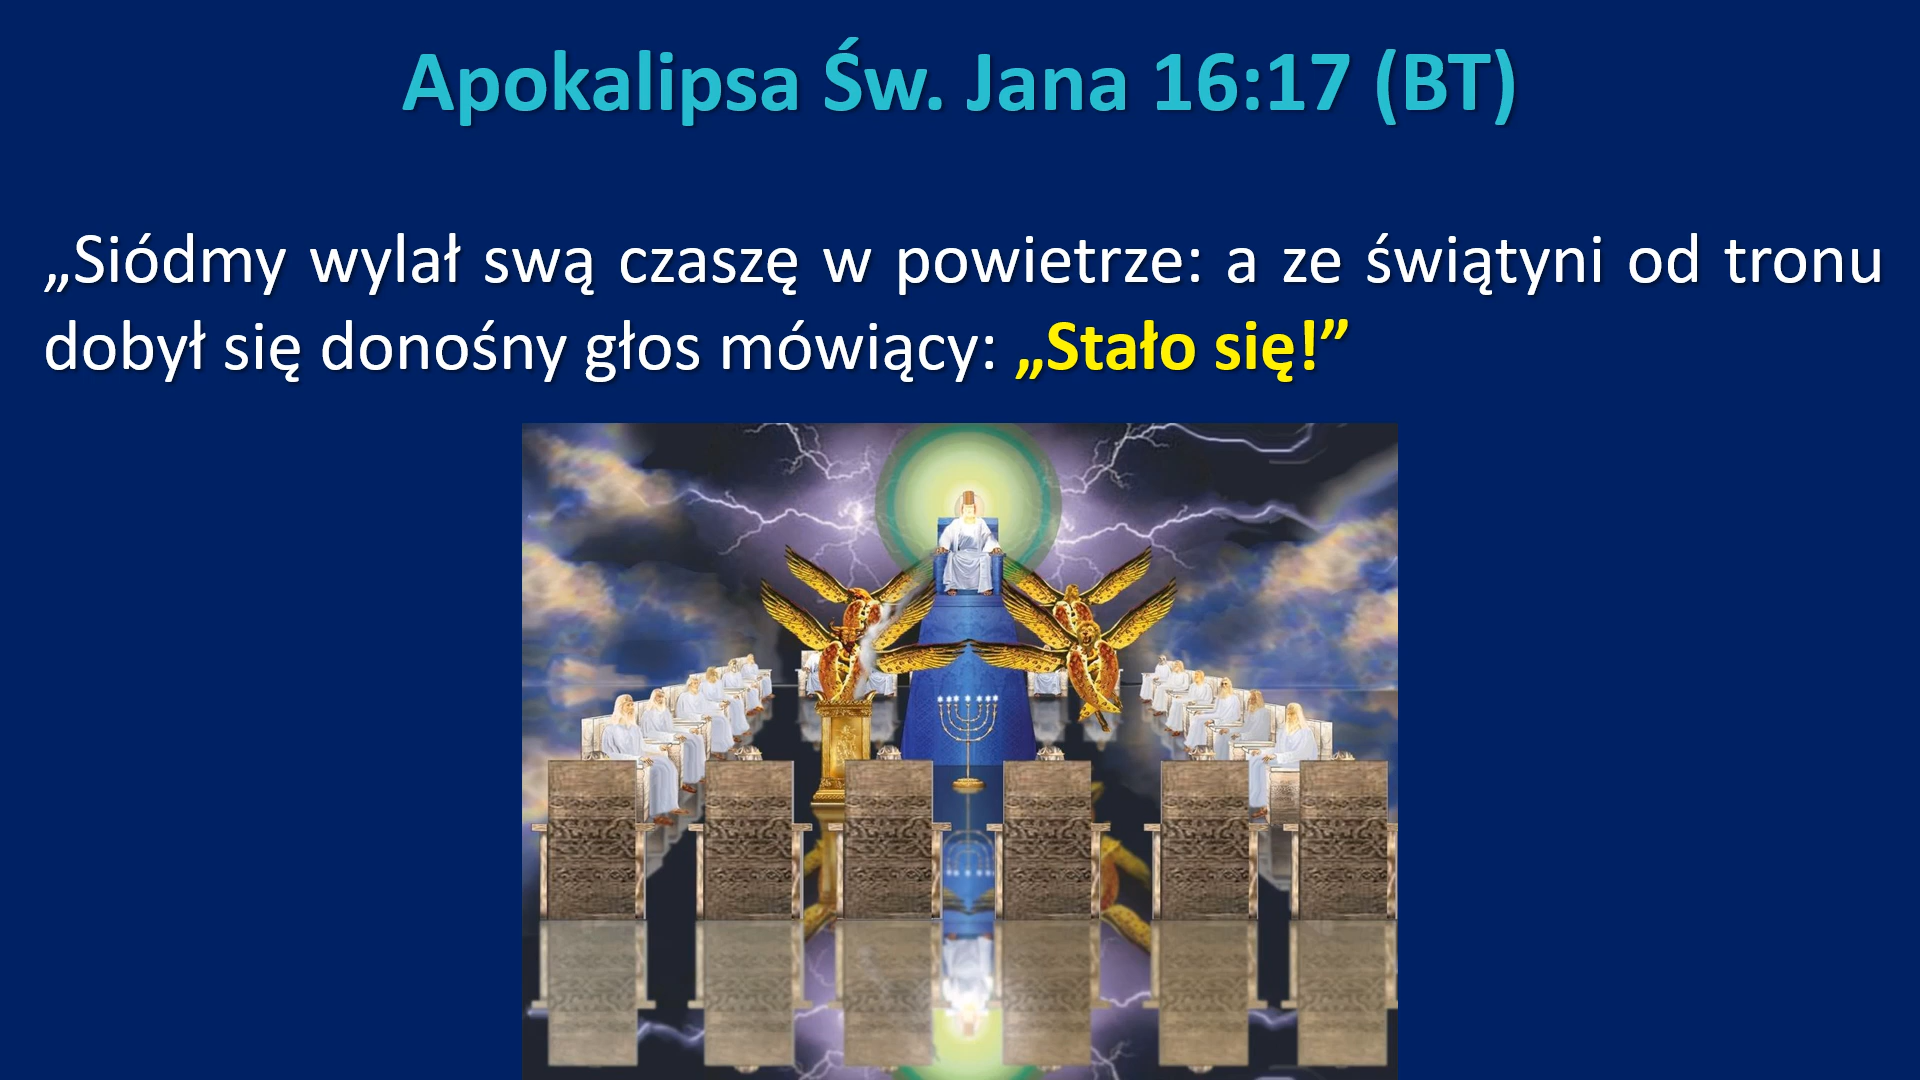 Apokalipsa Św. Jana 16:17 (BT)
„Siódmy wylał swą czaszę w powietrze: a ze świątyni od tronu
dobył się donośny głos mówiący: „Stało się!”